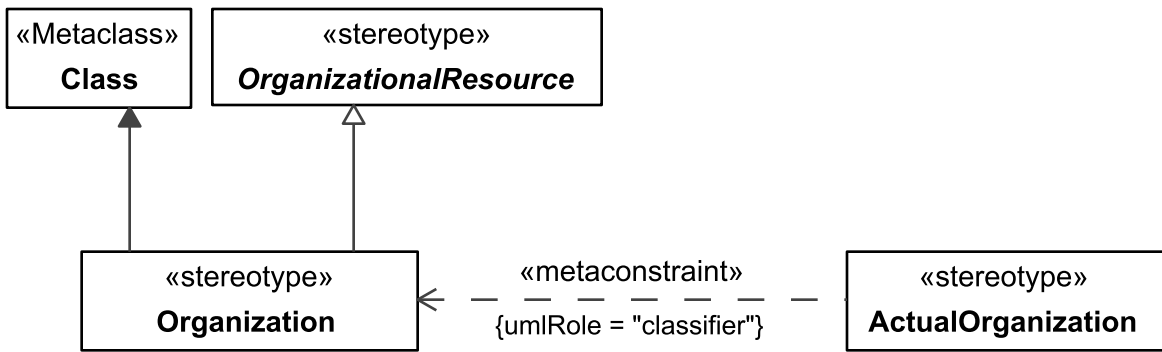 «Metaclass»
Class
«stereotype»
OrganizationalResource
«stereotype»
Organization
«metaconstraint»
{umlRole = "classifier"}
«stereotype»
ActualOrganization